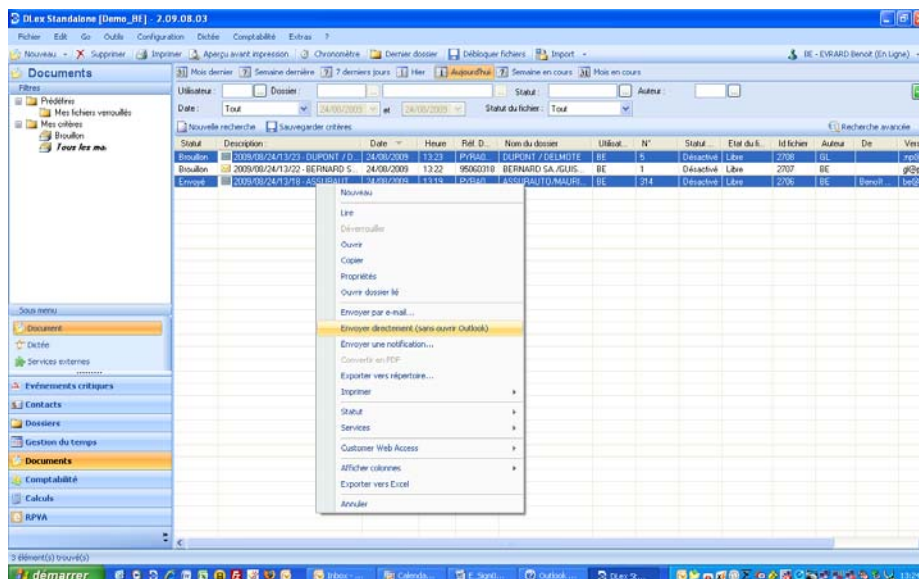 DLex Standalone [Demo_BE] - 2.09.08.03
Fichier Edit Go Outils Configuration Dictée Comptabilité Extras ?
Nouveau Supprimer Imprimer Aperçu avant impression Chronomètre Dernier dossier Débloquer fichiers Import BE - EVRARD Benoit (En Ligne)
Documents
Mois dernier Semaine dernière 7 derniers jours Hier Aujourd'hui Semaine en cours Mois en cours
Filtres
Prédéfinis
Mes fichiers verrouillés
Mes critères
Brouillon
Tous les ma
Utilisateur : Dossier : Statut : Auteur :
Date : Tout 24/08/2009 et 24/08/2009 Statut du fichier : Tout
Nouvelle recherche Sauvegarder critères Recherche avancée
Statut Description Date Heure Réf. D... Nom du dossier Utilisat... N° Statut ... Etat du fi... Id fichier Auteur De Vers
Brouillon 2009/08/24/13/23 - DUPONT / D... 24/08/2009 13:23 PYRA0... DUPONT / DELMOTE BE 5 Désactivé Libre 2708 GL
Brouillon 2009/08/24/13/22 - BERNARD S... 24/08/2009 13:22 95060318 BERNARD SA /GUIS... BE 1 Désactivé Libre 2707 BE
Envoyé 2009/08/24/13/18 - ASSURAUT... 24/08/2009 13:19 PYRA0... ASSURAUTO/MAURI... BE 314 Désactivé Libre 2706 BE Benoit ...
Nouveau
Lire
Déverrouiller
Ouvrir
Copier
Propriétés
Ouvre dossier lié
Envoyer par e-mail...
Envoyer directement (sans ouvrir Outlook)
Envoyer une notification...
Convertir en PDF
Exporter vers répertoire...
Imprimer
Statut
Services
Customer Web Access
Afficher colonnes
Exporter vers Excel
Annuler
Sous menu
Document
Dictée
Services externes
Evénements critiques
Contacts
Dossiers
Gestion du temps
Documents
Comptabilité
Calculs
RPVA
3 élément(s) trouvé(s)
démarrer Inbox - ... Calenda... Outlook ... DLex St...